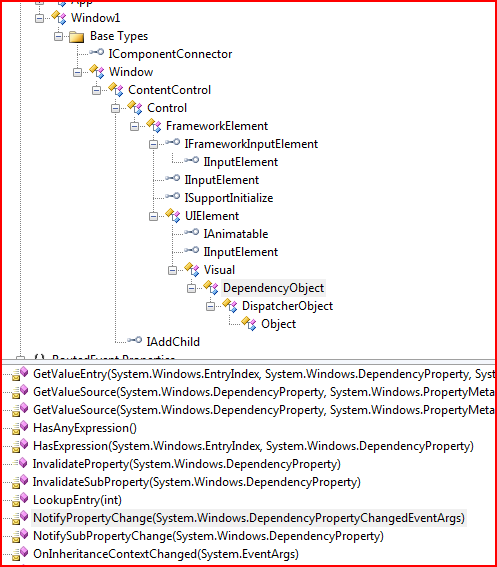 App
Window1
Base Types
IComponentConnector
Window
ContentControl
Control
FrameworkElement
IFrameworkInputElement
IInputElement
IInputElement
ISupportInitialize
UIElement
IAnimatable
IInputElement
Visual
DependencyObject
DispatcherObject
Object
IAddChild
{} RoutedEvent Properties
GetValueEntry(System.Windows.EntryIndex, System.Windows.DependencyProperty, Syst
GetValueSource(System.Windows.DependencyProperty, System.Windows.PropertyMeta
GetValueSource(System.Windows.DependencyProperty, System.Windows.PropertyMeta
HasAnyExpression()
HasExpression(System.Windows.EntryIndex, System.Windows.DependencyProperty)
InvalidateProperty(System.Windows.DependencyProperty)
InvalidateSubProperty(System.Windows.DependencyProperty)
LookupEntry(int)
NotifyPropertyChange(System.Windows.DependencyPropertyChangedEventArgs)
NotifySubPropertyChange(System.Windows.DependencyProperty)
OnInheritanceContextChanged(System.EventArgs)